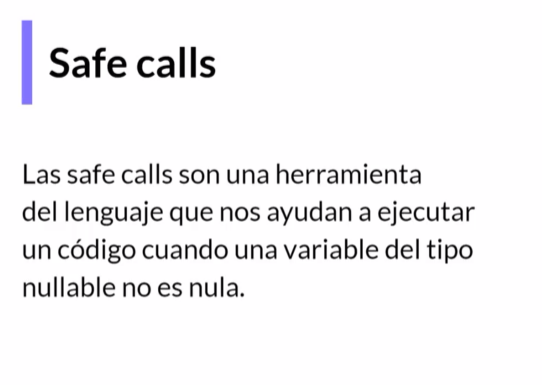 Safe calls
Las safe calls son una herramienta
del lenguaje que nos ayudan a ejecutar
un código cuando una variable del tipo
nullable no es nula.